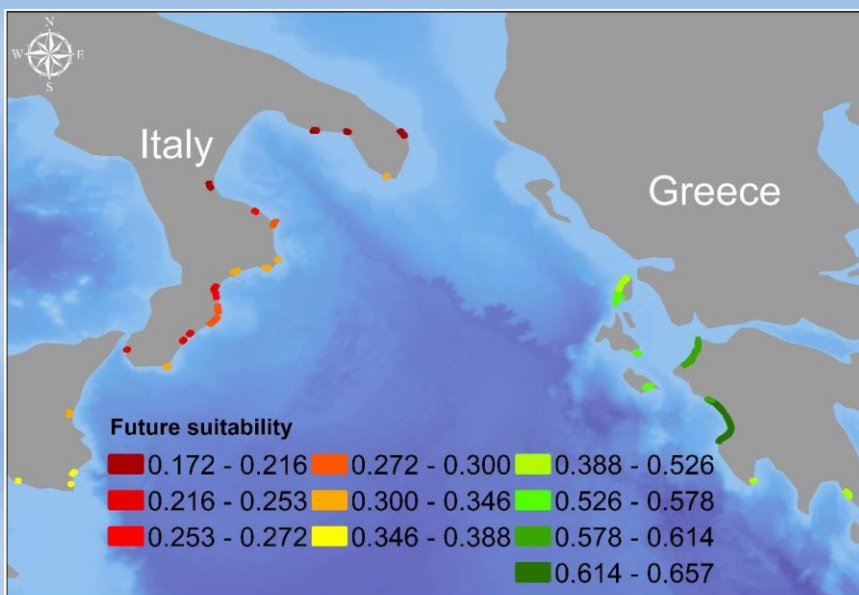 N
W E
S
Italy
Greece
Future suitability
0.172 - 0.216 0.272 - 0.300 0.388 - 0.526
0.216 - 0.253 0.300 - 0.346 0.526 - 0.578
0.253 - 0.272 0.346 - 0.388 0.578 - 0.614
0.614 - 0.657